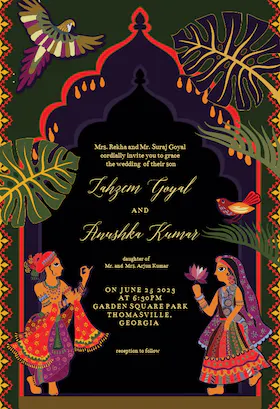 Mrs. Rekha and Mr. Suraj Goyal
cordially invite you to grace
the wedding of their son
Tahzem Goyal
AND
Anushka Kumar
daughter of
Mr. and Mrs. Arjun Kumar
ON JUNE 25 2025
AT 6:30PM
GARDEN SQUARE PARK
THOMASVILLE,
GEORGIA
reception to follow